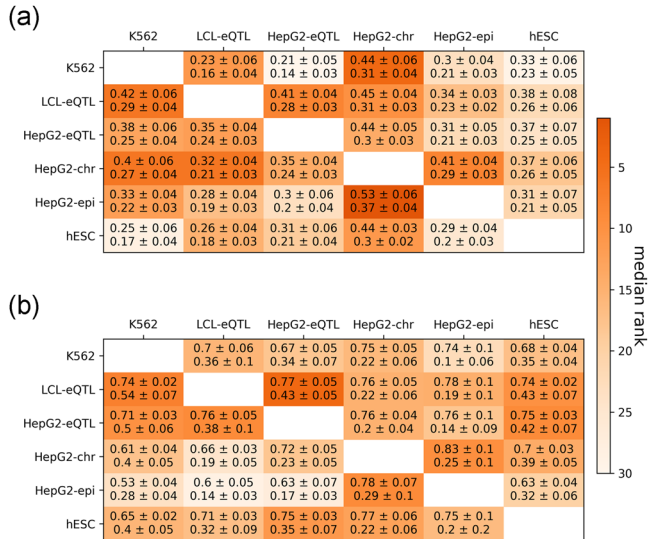 (a)
K562 LCL-eQTL HepG2-eQTL HepG2-chr HepG2-epi hESC
K562
0.23 ± 0.06 0.21 ± 0.05 0.44 ± 0.06 0.3 ± 0.04 0.33 ± 0.06
0.16 ± 0.04 0.14 ± 0.03 0.31 ± 0.04 0.21 ± 0.03 0.23 ± 0.05
LCL-eQTL
0.42 ± 0.06 0.41 ± 0.04 0.45 ± 0.04 0.34 ± 0.03 0.38 ± 0.08
0.29 ± 0.04 0.28 ± 0.03 0.31 ± 0.03 0.23 ± 0.02 0.26 ± 0.06
HepG2-eQTL
0.38 ± 0.06 0.35 ± 0.04 0.44 ± 0.05 0.31 ± 0.05 0.37 ± 0.07
0.25 ± 0.04 0.24 ± 0.03 0.3 ± 0.03 0.21 ± 0.03 0.25 ± 0.05
HepG2-chr
0.4 ± 0.06 0.32 ± 0.04 0.35 ± 0.04 0.41 ± 0.04 0.37 ± 0.06
0.27 ± 0.04 0.21 ± 0.03 0.24 ± 0.03 0.29 ± 0.03 0.26 ± 0.05
HepG2-epi
0.33 ± 0.04 0.28 ± 0.04 0.3 ± 0.06 0.53 ± 0.06 0.31 ± 0.07
0.22 ± 0.03 0.19 ± 0.03 0.2 ± 0.04 0.37 ± 0.04 0.21 ± 0.05
hESC
0.25 ± 0.06 0.26 ± 0.04 0.31 ± 0.06 0.44 ± 0.03 0.29 ± 0.04
0.17 ± 0.04 0.18 ± 0.03 0.21 ± 0.04 0.3 ± 0.02 0.2 ± 0.03
(b)
K562 LCL-eQTL HepG2-eQTL HepG2-chr HepG2-epi hESC
K562
0.7 ± 0.06 0.67 ± 0.05 0.75 ± 0.05 0.74 ± 0.1 0.68 ± 0.04
0.36 ± 0.1 0.34 ± 0.07 0.22 ± 0.06 0.1 ± 0.06 0.35 ± 0.04
LCL-eQTL
0.74 ± 0.02 0.77 ± 0.05 0.76 ± 0.05 0.78 ± 0.1 0.74 ± 0.02
0.54 ± 0.07 0.43 ± 0.05 0.22 ± 0.06 0.19 ± 0.1 0.43 ± 0.07
HepG2-eQTL
0.71 ± 0.03 0.76 ± 0.05 0.76 ± 0.04 0.76 ± 0.1 0.75 ± 0.03
0.5 ± 0.06 0.38 ± 0.1 0.2 ± 0.04 0.14 ± 0.09 0.42 ± 0.07
HepG2-chr
0.61 ± 0.04 0.66 ± 0.03 0.72 ± 0.05 0.83 ± 0.1 0.7 ± 0.03
0.4 ± 0.05 0.19 ± 0.05 0.23 ± 0.05 0.25 ± 0.1 0.39 ± 0.05
HepG2-epi
0.53 ± 0.04 0.6 ± 0.05 0.63 ± 0.07 0.78 ± 0.07 0.63 ± 0.04
0.28 ± 0.04 0.14 ± 0.03 0.17 ± 0.03 0.29 ± 0.1 0.32 ± 0.06
hESC
0.65 ± 0.02 0.71 ± 0.03 0.75 ± 0.03 0.77 ± 0.06 0.75 ± 0.1
0.4 ± 0.05 0.32 ± 0.09 0.35 ± 0.07 0.22 ± 0.06 0.2 ± 0.2
5
10
15
20
25
30
median rank